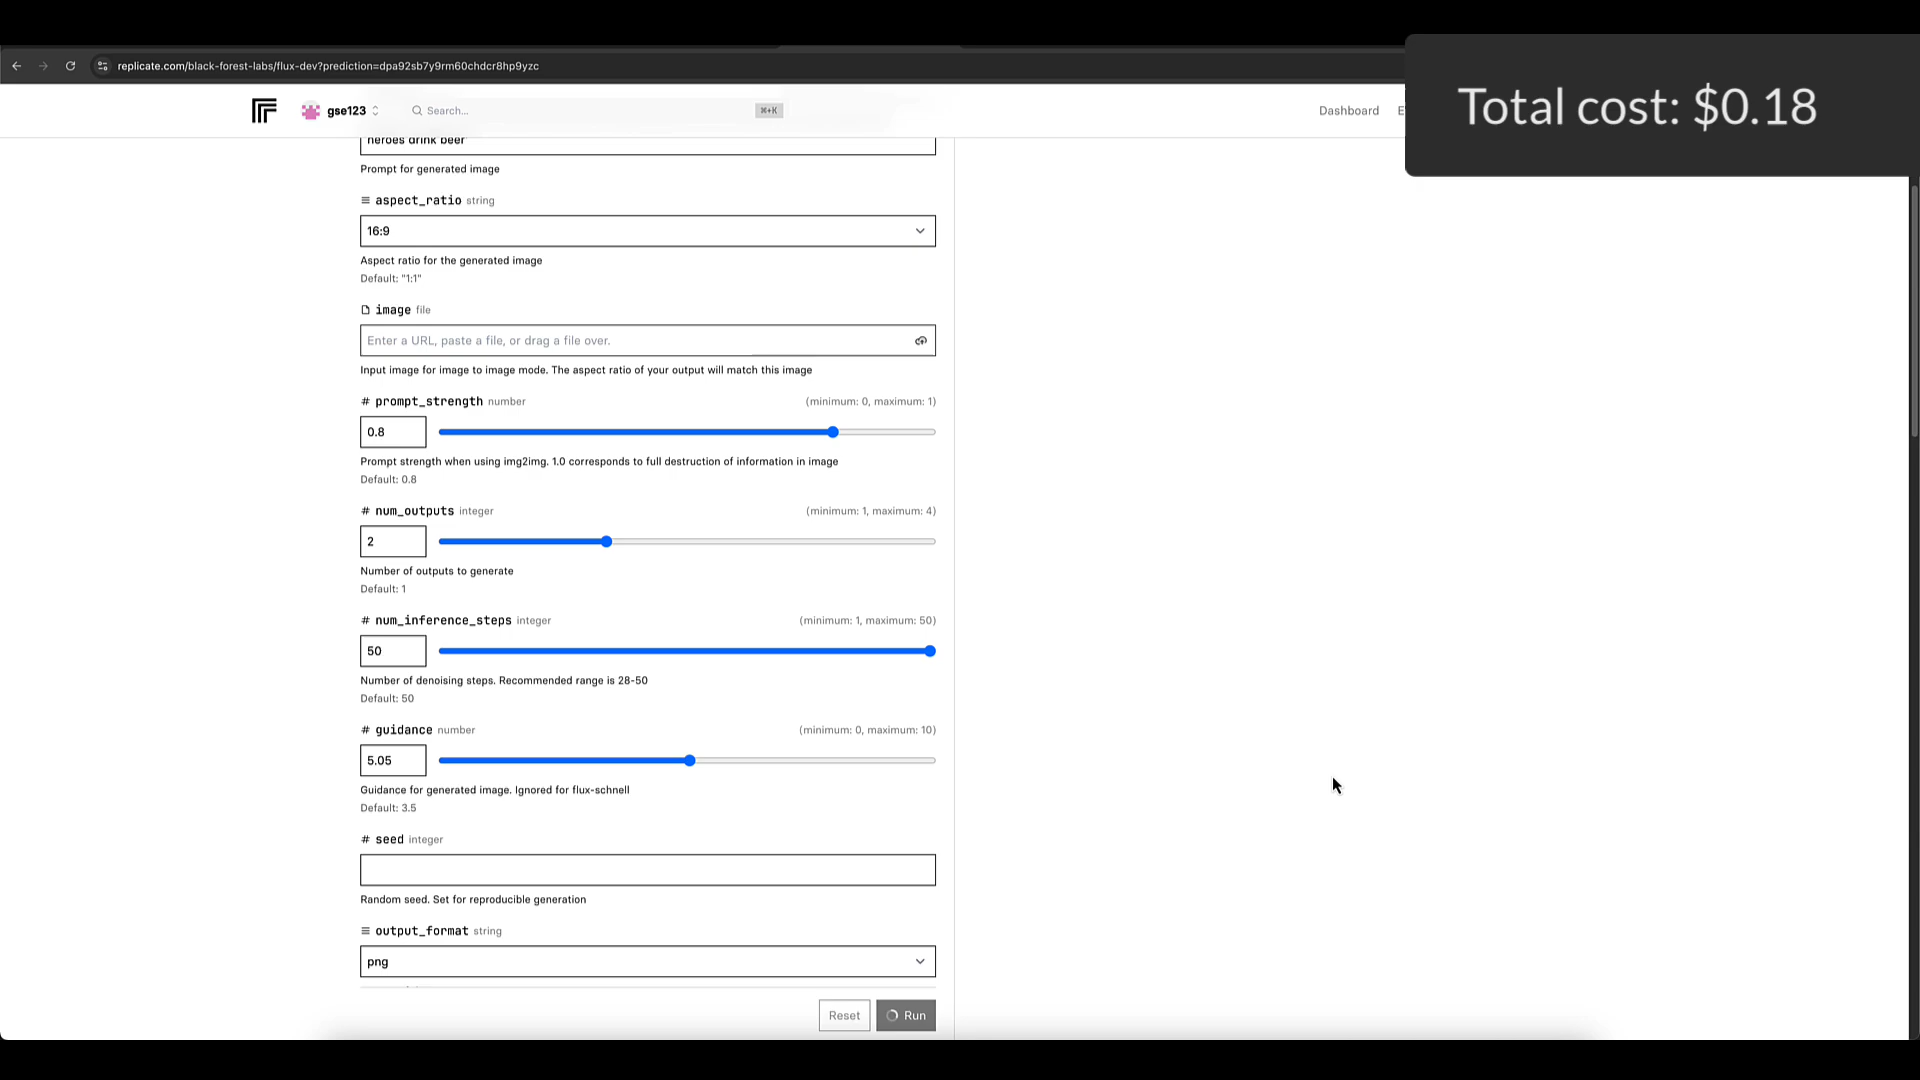 replicate.com/black-forest-labs/flux-dev?prediction=dpa92sb7y9rm60chdcr8hp9yzc
Total cost: $0.18
gse123
Search...
⌘+K
Dashboard
E
heroes drink beer
Prompt for generated image
aspect_ratio string
16:9
Aspect ratio for the generated image
Default: "1:1"
image file
Enter a URL, paste a file, or drag a file over.
Input image for image to image mode. The aspect ratio of your output will match this image
# prompt_strength number (minimum: 0, maximum: 1)
0.8
Prompt strength when using img2img. 1.0 corresponds to full destruction of information in image
Default: 0.8
# num_outputs integer (minimum: 1, maximum: 4)
2
Number of outputs to generate
Default: 1
# num_inference_steps integer (minimum: 1, maximum: 50)
50
Number of denoising steps. Recommended range is 28-50
Default: 50
# guidance number (minimum: 0, maximum: 10)
5.05
Guidance for generated image. Ignored for flux-schnell
Default: 3.5
# seed integer
Random seed. Set for reproducible generation
output_format string
png
Reset
Run